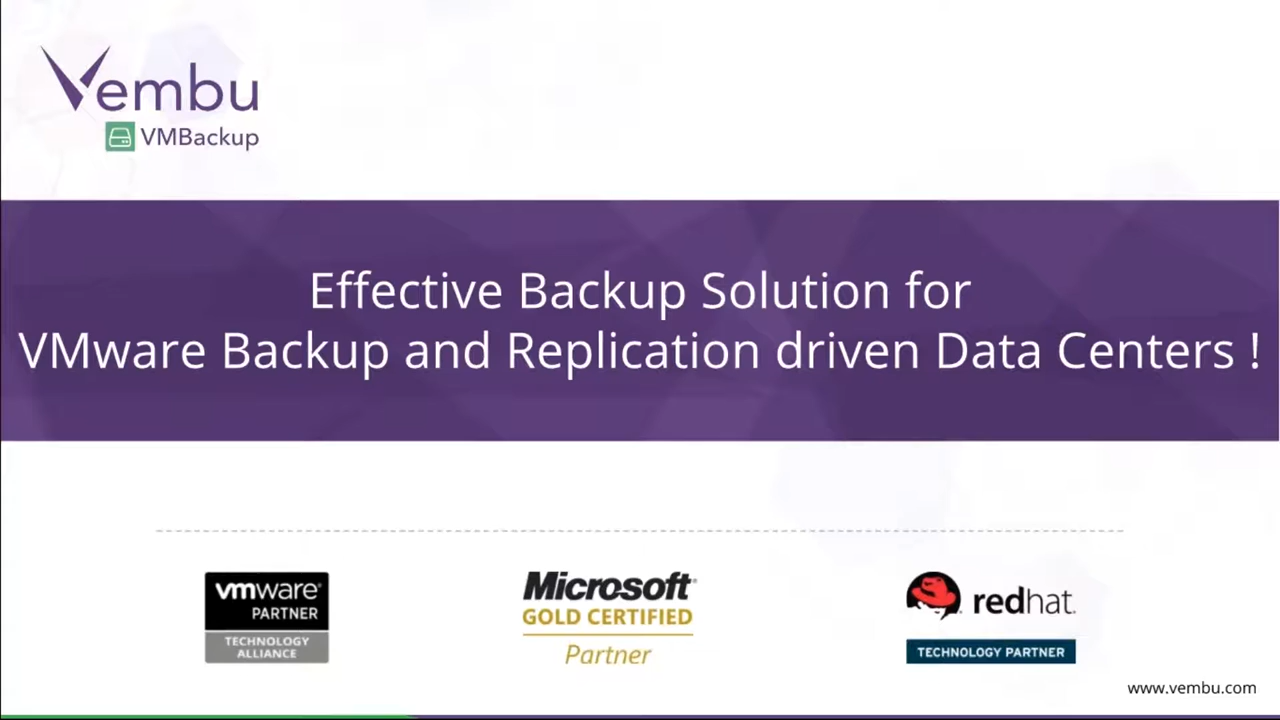 Vembu
VMBackup
Effective Backup Solution for
VMware Backup and Replication driven Data Centers !
vmware®
PARTNER
TECHNOLOGY
ALLIANCE
Microsoft®
GOLD CERTIFIED
Partner
redhat.
TECHNOLOGY PARTNER
www.vembu.com